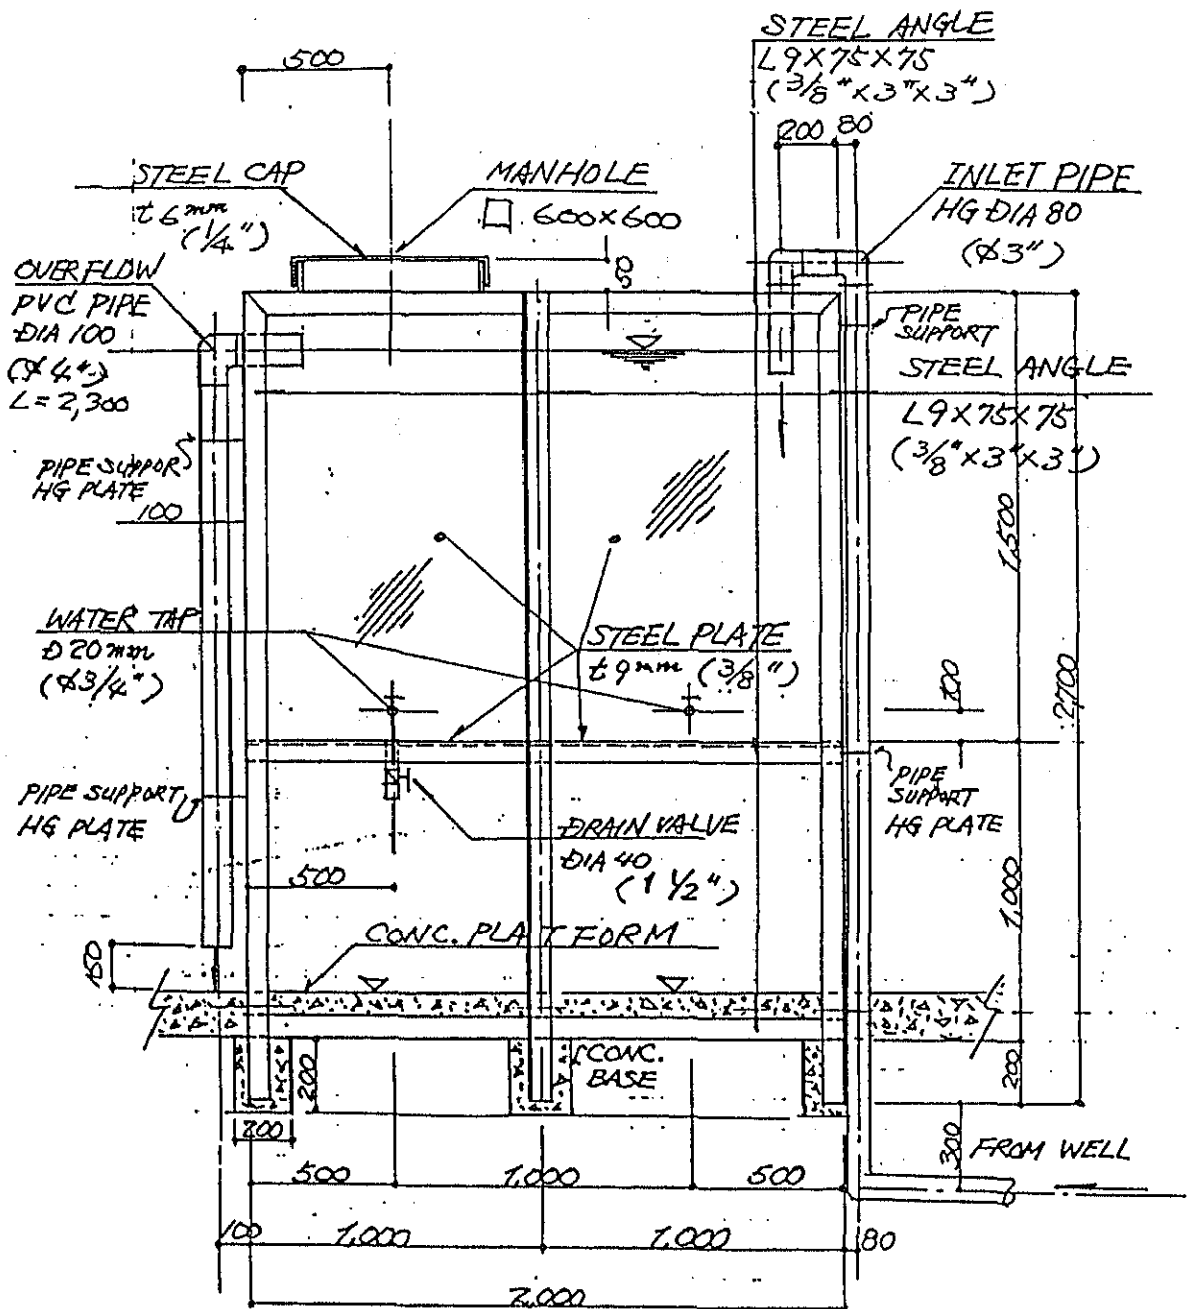 STEEL ANGLE
L9X75X75
(3/8"X3"X3")
500
200 80
STEEL CAP
t 6mm
(1/4")
MANHOLE
□ 600X600
INLET PIPE
HG DIA 80
(Ø3")
50
OVERFLOW
PVC PIPE
DIA 100
(Ø4")
L=2,300
PIPE
SUPPORT
STEEL ANGLE
L9X75X75
(3/8"X3"X3")
PIPE SUPPOR
HG PLATE
100
1,500
WATER TAP
D20mm
(Ø3/4")
STEEL PLATE
t9mm (3/8")
100
2,700
PIPE SUPPORT
HG PLATE
PIPE
SUPPORT
HG PLATE
DRAIN VALVE
DIA 40
(1 1/2")
500
1,000
CONC. PLATFORM
150
CONC.
BASE
200
200
200
300
FROM WELL
500 1,000 500
100 1,000 1,000 80
2,000